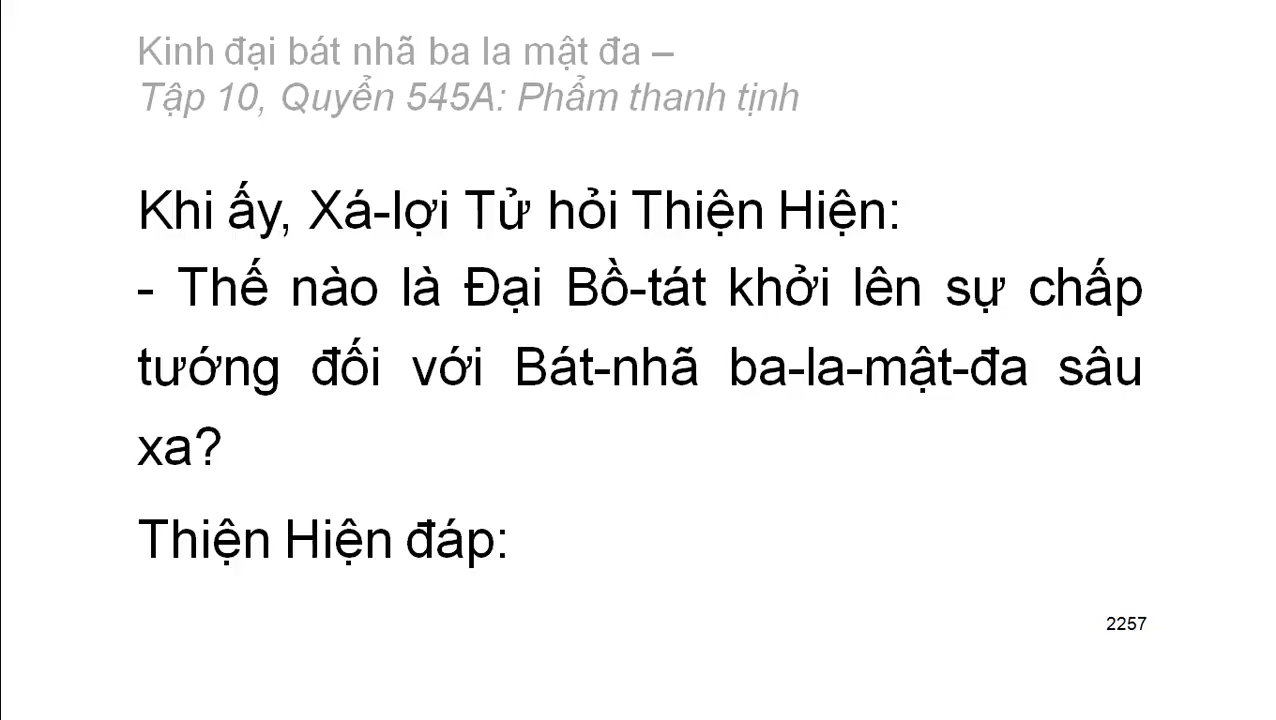 Kinh đại bát nhã ba la mật đa –
Tập 10, Quyển 545A: Phẩm thanh tịnh
Khi ấy, Xá-lợi Tử hỏi Thiện Hiện:
- Thế nào là Đại Bồ-tát khởi lên sự chấp
tướng đối với Bát-nhã ba-la-mật-đa sâu
xa?
Thiện Hiện đáp:
2257